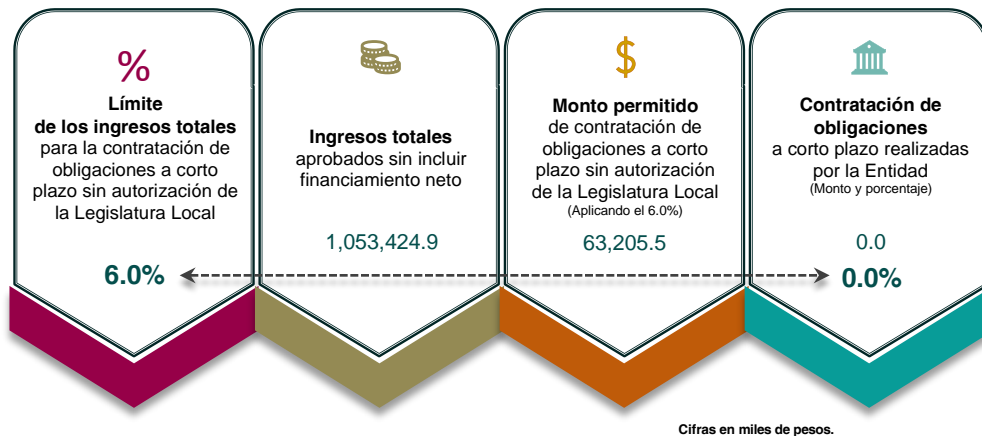 %
Límite
de los ingresos totales
para la contratación de
obligaciones a corto
plazo sin autorización de
la Legislatura Local
6.0%
Ingresos totales
aprobados sin incluir
financiamiento neto
1,053,424.9
$
Monto permitido
de contratación de
obligaciones a corto
plazo sin autorización
de la Legislatura Local
(Aplicando el 6.0%)
63,205.5
Contratación de
obligaciones
a corto plazo realizadas
por la Entidad
(Monto y porcentaje)
0.0
0.0%
Cifras en miles de pesos.